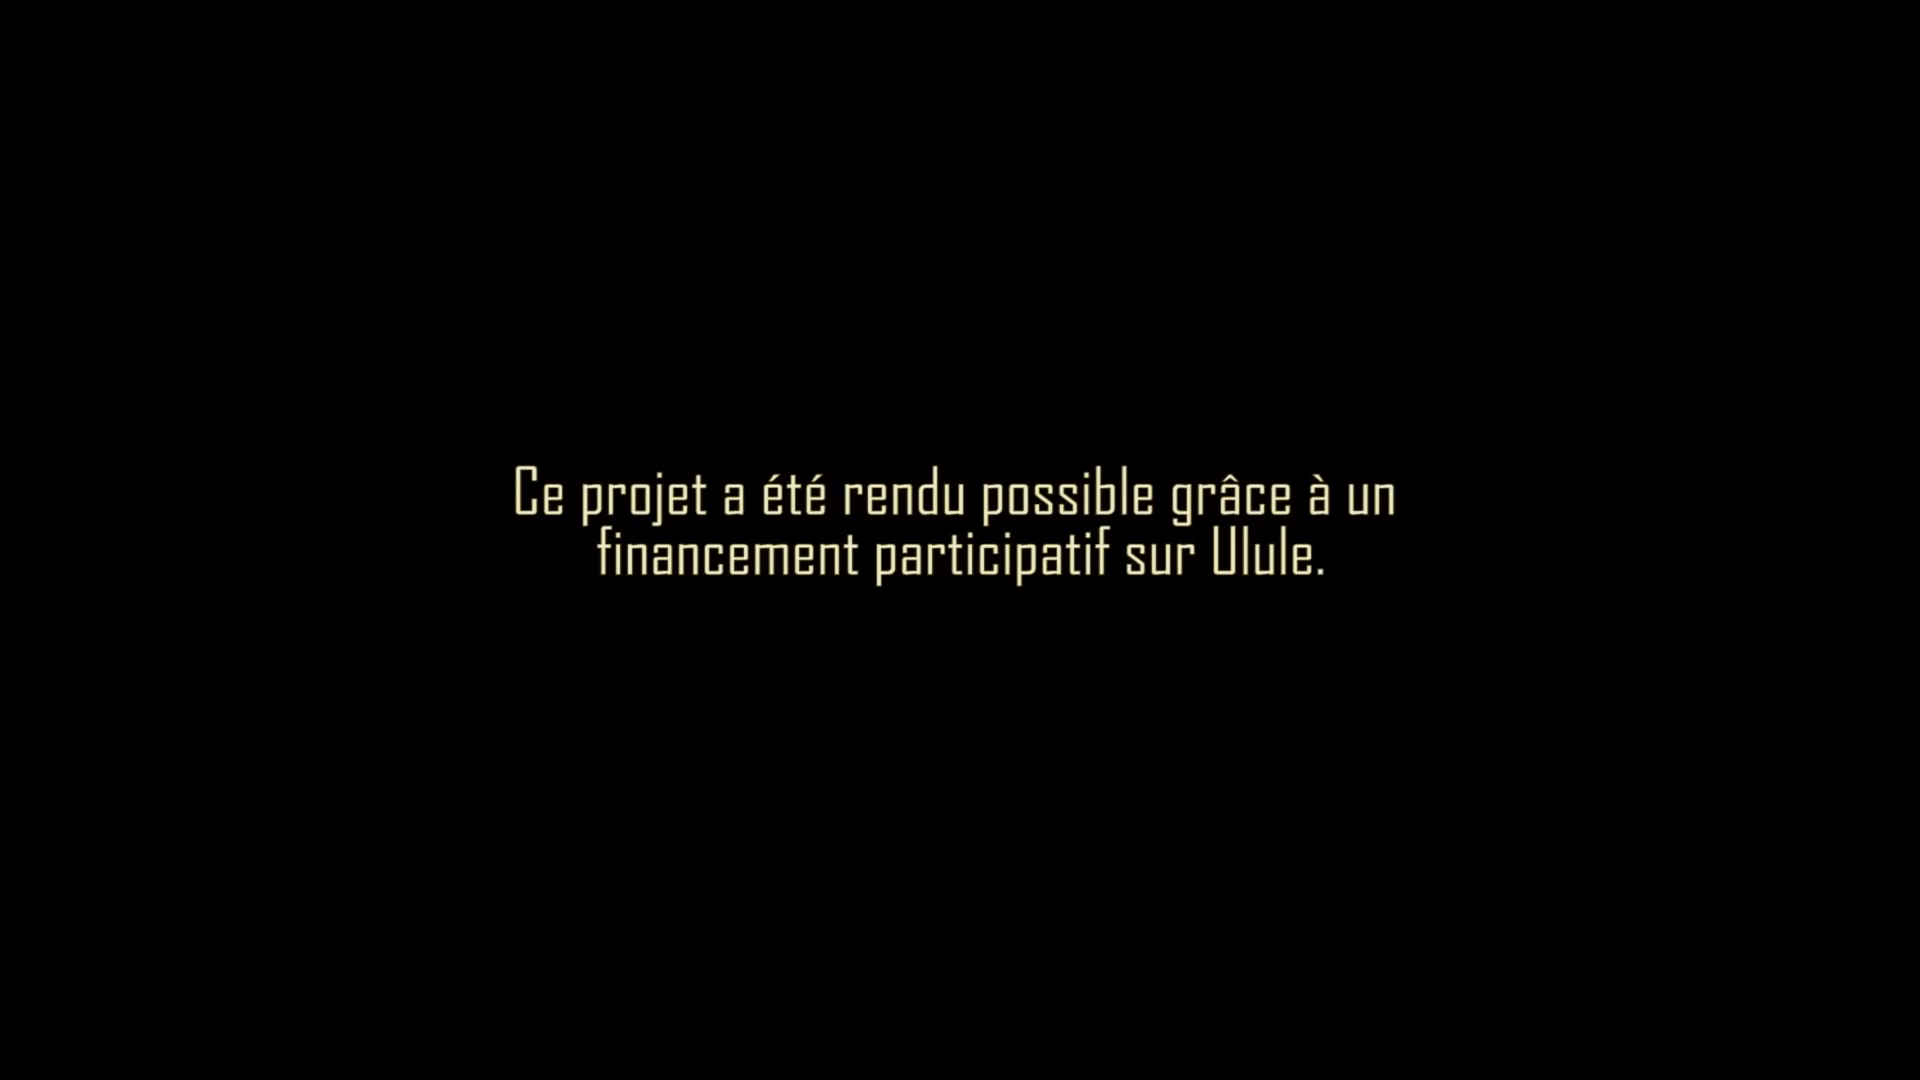 Ce projet a été rendu possible grâce à un
financement participatif sur Ulule.